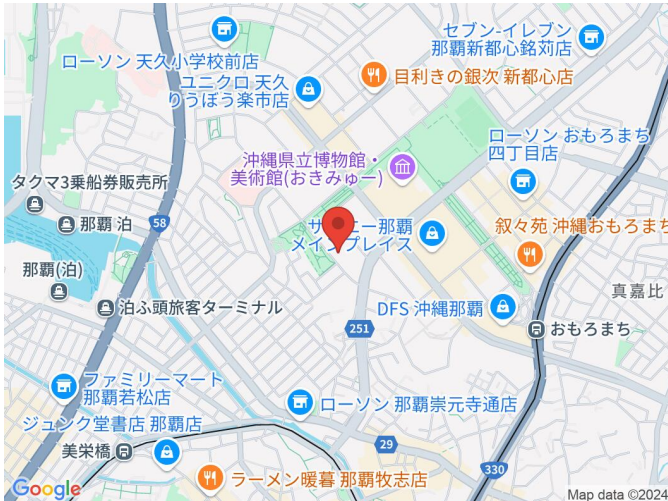 セブン-イレブン
那覇新都心銘苅店
ローソン 天久小学校前店
ユニクロ 天久
りうぼう楽市店
目利きの銀次 新都心店
ローソン おもろまち
四丁目店
沖縄県立博物館・
美術館(おきみゅー)
タクマ3乗船券販売所
那覇 泊
58
メインプレイス
叙々苑 沖縄おもろまち
那覇(泊)
真嘉比
泊ふ頭旅客ターミナル
DFS 沖縄那覇
251
おもろまち
ファミリーマート
那覇若松店
ローソン 那覇崇元寺通店
ジュンク堂書店 那覇店
美栄橋
29
330
ラーメン暖暮 那覇牧志店
Google
Map data ©2024